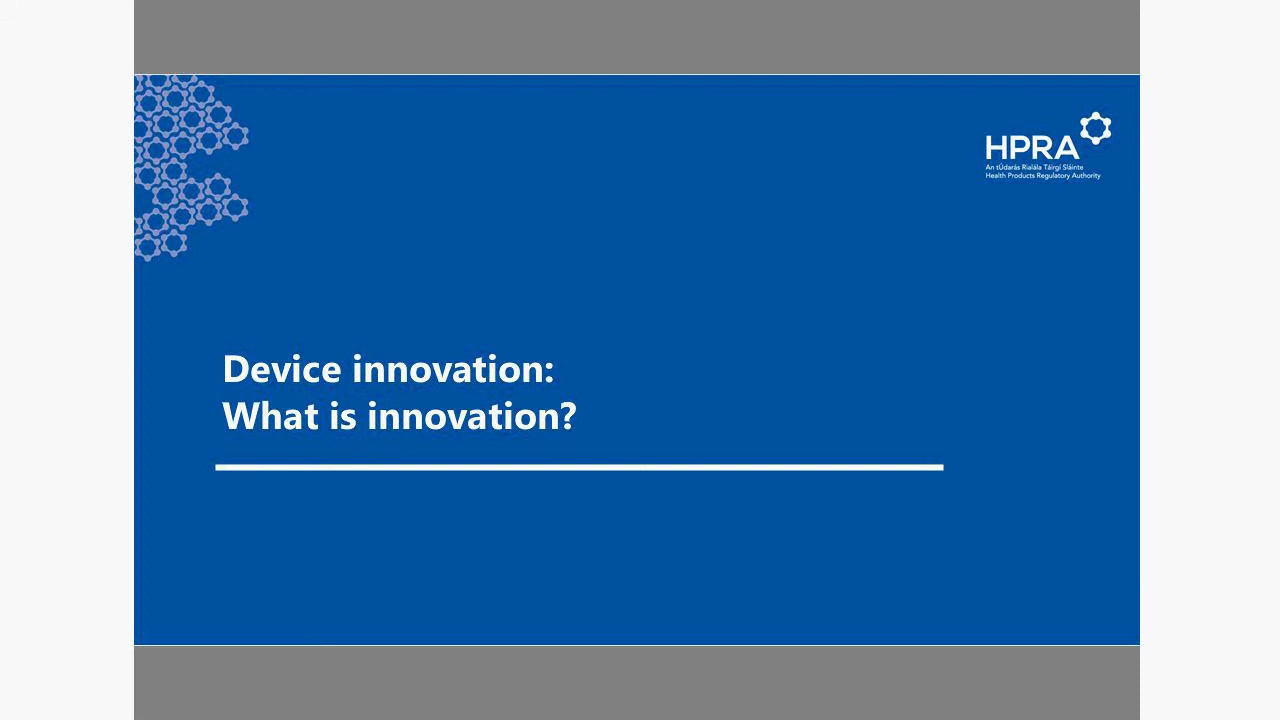 HPRA
An tÚdarás Rialála Táirgí Sláinte
Health Products Regulatory Authority
Device innovation:
What is innovation?